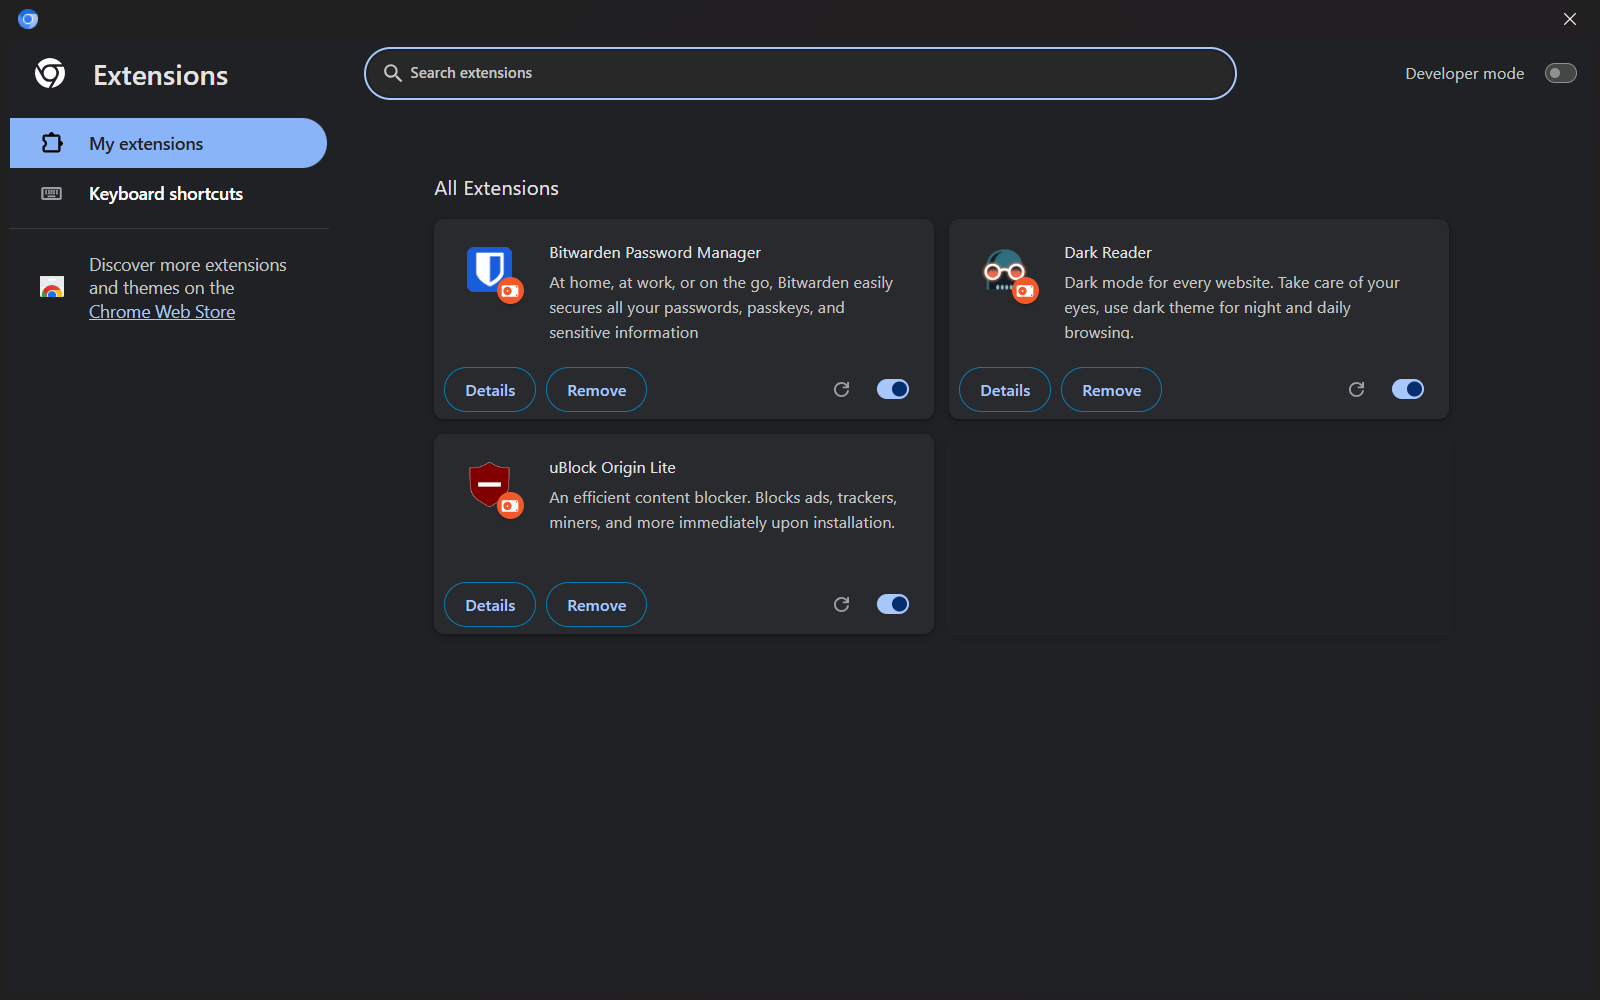 Extensions
Search extensions
Developer mode
My extensions
Keyboard shortcuts
Discover more extensions
and themes on the
Chrome Web Store
All Extensions
Bitwarden Password Manager
At home, at work, or on the go, Bitwarden easily
secures all your passwords, passkeys, and
sensitive information
Details
Remove
Dark Reader
Dark mode for every website. Take care of your
eyes, use dark theme for night and daily
browsing.
Details
Remove
uBlock Origin Lite
An efficient content blocker. Blocks ads, trackers,
miners, and more immediately upon installation.
Details
Remove